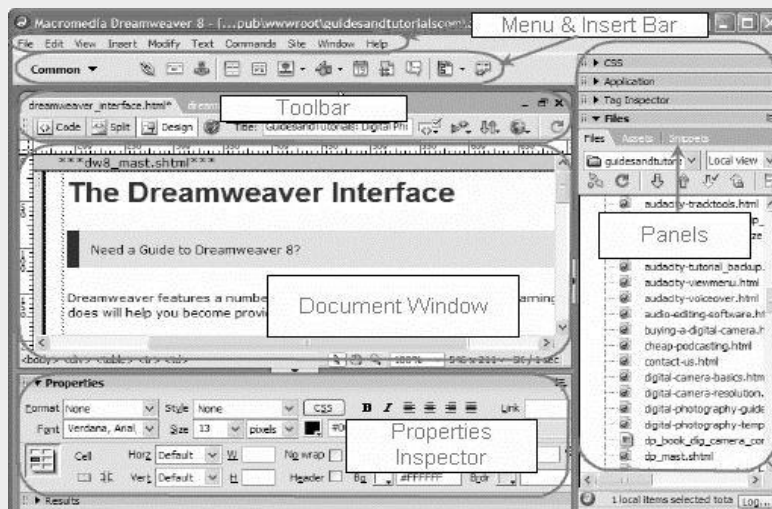 Macromedia Dreamweaver 8 - [...pub\wwwroot\guidesandtutorialscom\
Menu & Insert Bar
File Edit View Insert Modify Text Commands Site Window Help
Common
CSS
Application
Tag Inspector
Files
dreamweaver_interface.html*
Toolbar
Code Split Design Title: GuidesandTutorials: Digital Ph
Files Assets Snippets
guidesandtutor Local view
***dw8_mast.shtml***
The Dreamweaver Interface
Need a Guide to Dreamweaver 8?
Dreamweaver features a numb
does will help you become
Document Window
Panels
audacity-tracktools.html
audacity-tutorial_backup.
audacity-viewmenu.html
audacity-voiceover.html
audio-editing-software.ht
buying-a-digital-camera.h
cheap-podcasting.html
contact-us.html
digital-camera-basics.htm
digital-camera-resolution.
digital-photography-guide
digital-photography-temp
dp_book_dig_camera_cor
dp_mast.shtml
<body> <div> <table> <tr> <td> 100%
Properties
Format None Style None CSS B I Link
Font Verdana, Arial, Size 13 pixels
Properties Inspector
Cell Horz Default W No wrap
Vert Default H Header Bg #FFFFFF Brdr
Results
1 local items selected tota Log...